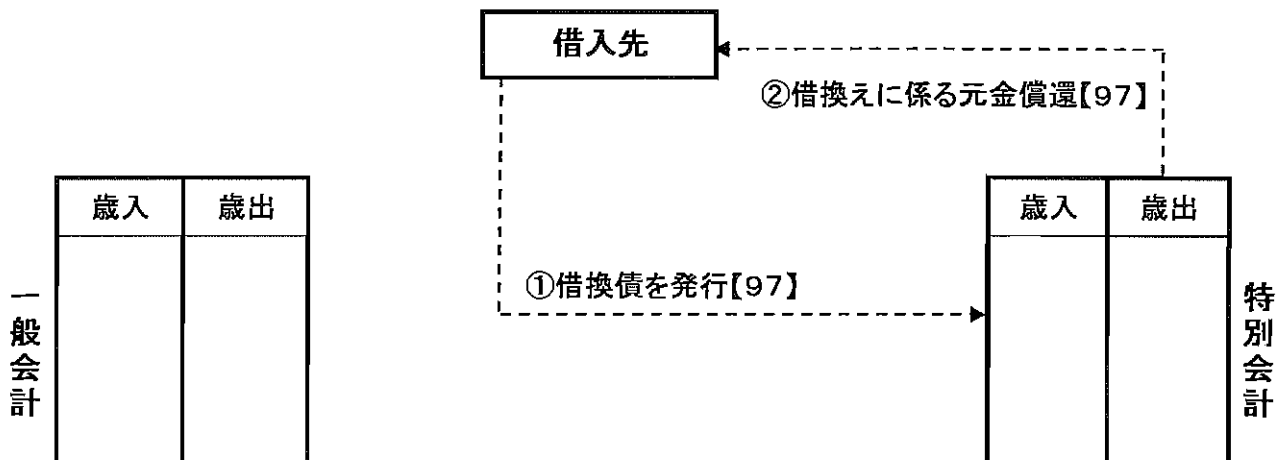 借入先
②借換えに係る元金償還【97】
歳入 歳出
歳入 歳出
①借換債を発行【97】
一般会計
特別会計